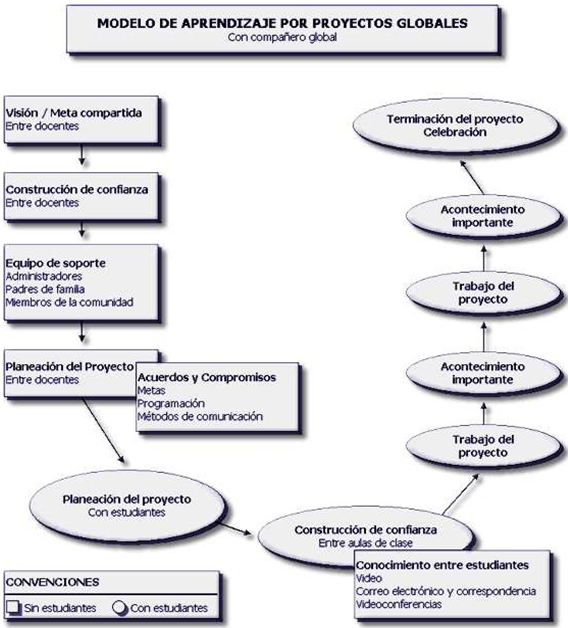 MODELO DE APRENDIZAJE POR PROYECTOS GLOBALES
Con compañero global
Visión / Meta compartida
Entre docentes
Construcción de confianza
Entre docentes
Equipo de soporte
Administradores
Padres de familia
Miembros de la comunidad
Planeación del Proyecto
Entre docentes
Acuerdos y Compromisos
Metas
Programación
Métodos de comunicación
Planeación del proyecto
Con estudiantes
Construcción de confianza
Entre aulas de clase
Conocimiento entre estudiantes
Video
Correo electrónico y correspondencia
Videoconferencias
Trabajo del
proyecto
Acontecimiento
importante
Trabajo del
proyecto
Acontecimiento
importante
Terminación del proyecto
Celebración
CONVENCIONES
Sin estudiantes
Con estudiantes